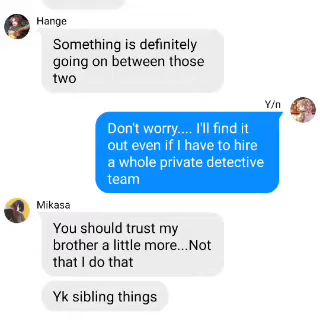 Hange
Something is definitely
going on between those
two
Y/n
Don't worry.... I'll find it
out even if I have to hire
a whole private detective
team
Mikasa
You should trust my
brother a little more...Not
that I do that
Yk sibling things